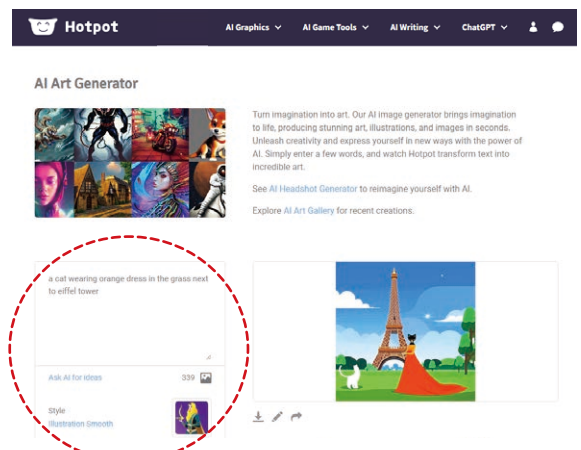 Hotpot
AI Graphics
AI Game Tools
AI Writing
ChatGPT
AI Art Generator
Turn imagination into art. Our AI image generator brings imagination
to life, producing stunning art, illustrations, and images in seconds.
Unleash creativity and express yourself in new ways with the power of
AI. Simply enter a few words, and watch Hotpot transform text into
incredible art.
See AI Headshot Generator to reimagine yourself with AI.
Explore AI Art Gallery for recent creations.
a cat wearing orange dress in the grass next
to eiffel tower
Ask AI for ideas
339
Style
Illustration Smooth